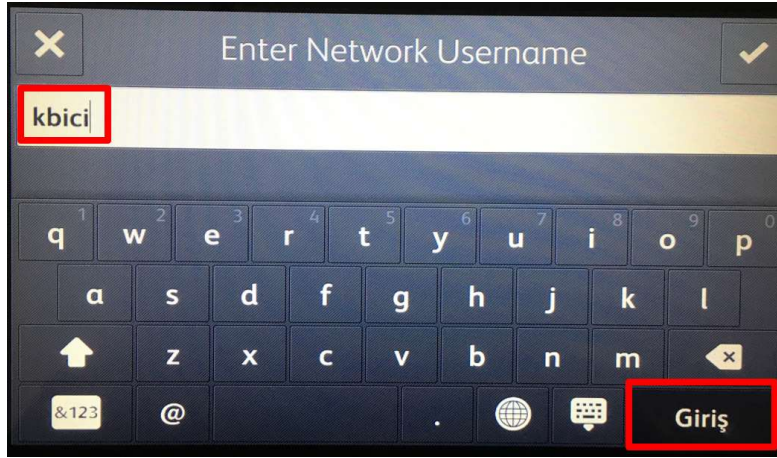 Enter Network Username
kbici
q 1 w 2 e 3 r 4 t 5 y 6 u 7 i 8 o 9 p 0
a s d f g h j k l
z x c v b n m
&123 @ . Giriş